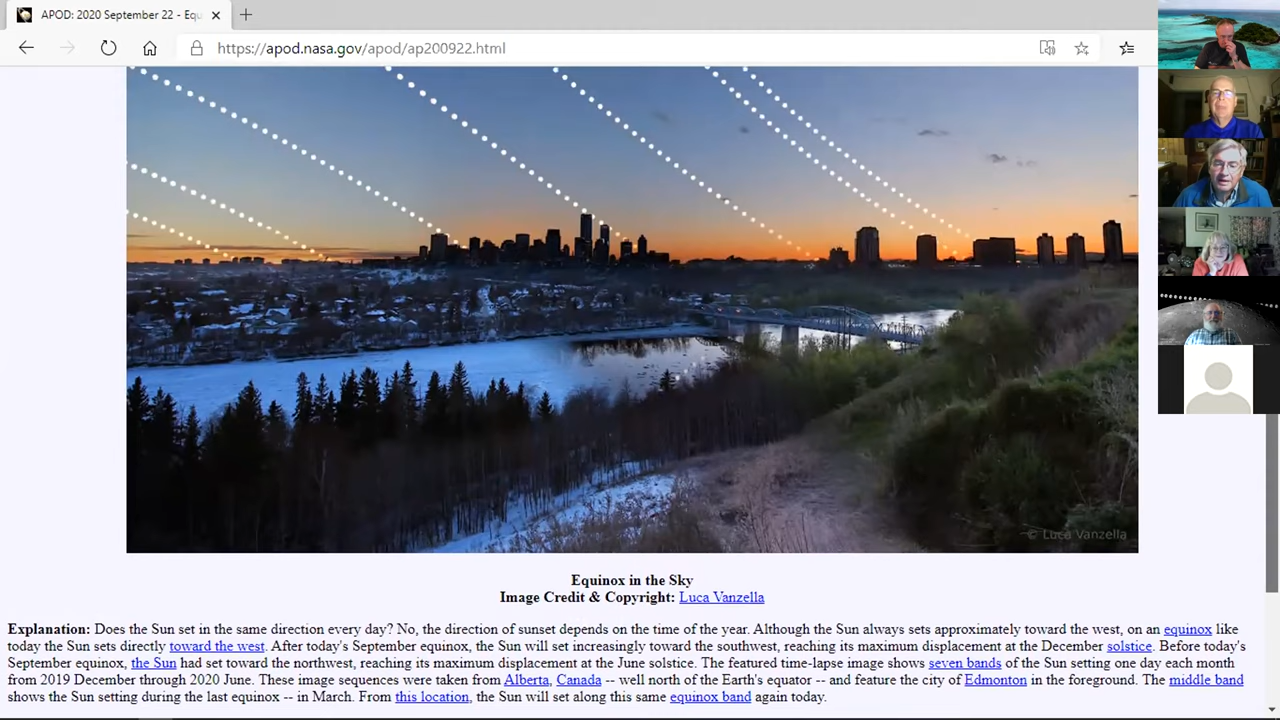 APOD: 2020 September 22 - Equ
https://apod.nasa.gov/apod/ap200922.html
© Luca Vanzella
Equinox in the Sky
Image Credit & Copyright: Luca Vanzella
Explanation: Does the Sun set in the same direction every day? No, the direction of sunset depends on the time of the year. Although the Sun always sets approximately toward the west, on an equinox like
today the Sun sets directly toward the west. After today's September equinox, the Sun will set increasingly toward the southwest, reaching its maximum displacement at the December solstice. Before today's
September equinox, the Sun had set toward the northwest, reaching its maximum displacement at the June solstice. The featured time-lapse image shows seven bands of the Sun setting one day each month
from 2019 December through 2020 June. These image sequences were taken from Alberta, Canada -- well north of the Earth's equator -- and feature the city of Edmonton in the foreground. The middle band
shows the Sun setting during the last equinox -- in March. From this location, the Sun will set along this same equinox band again today.